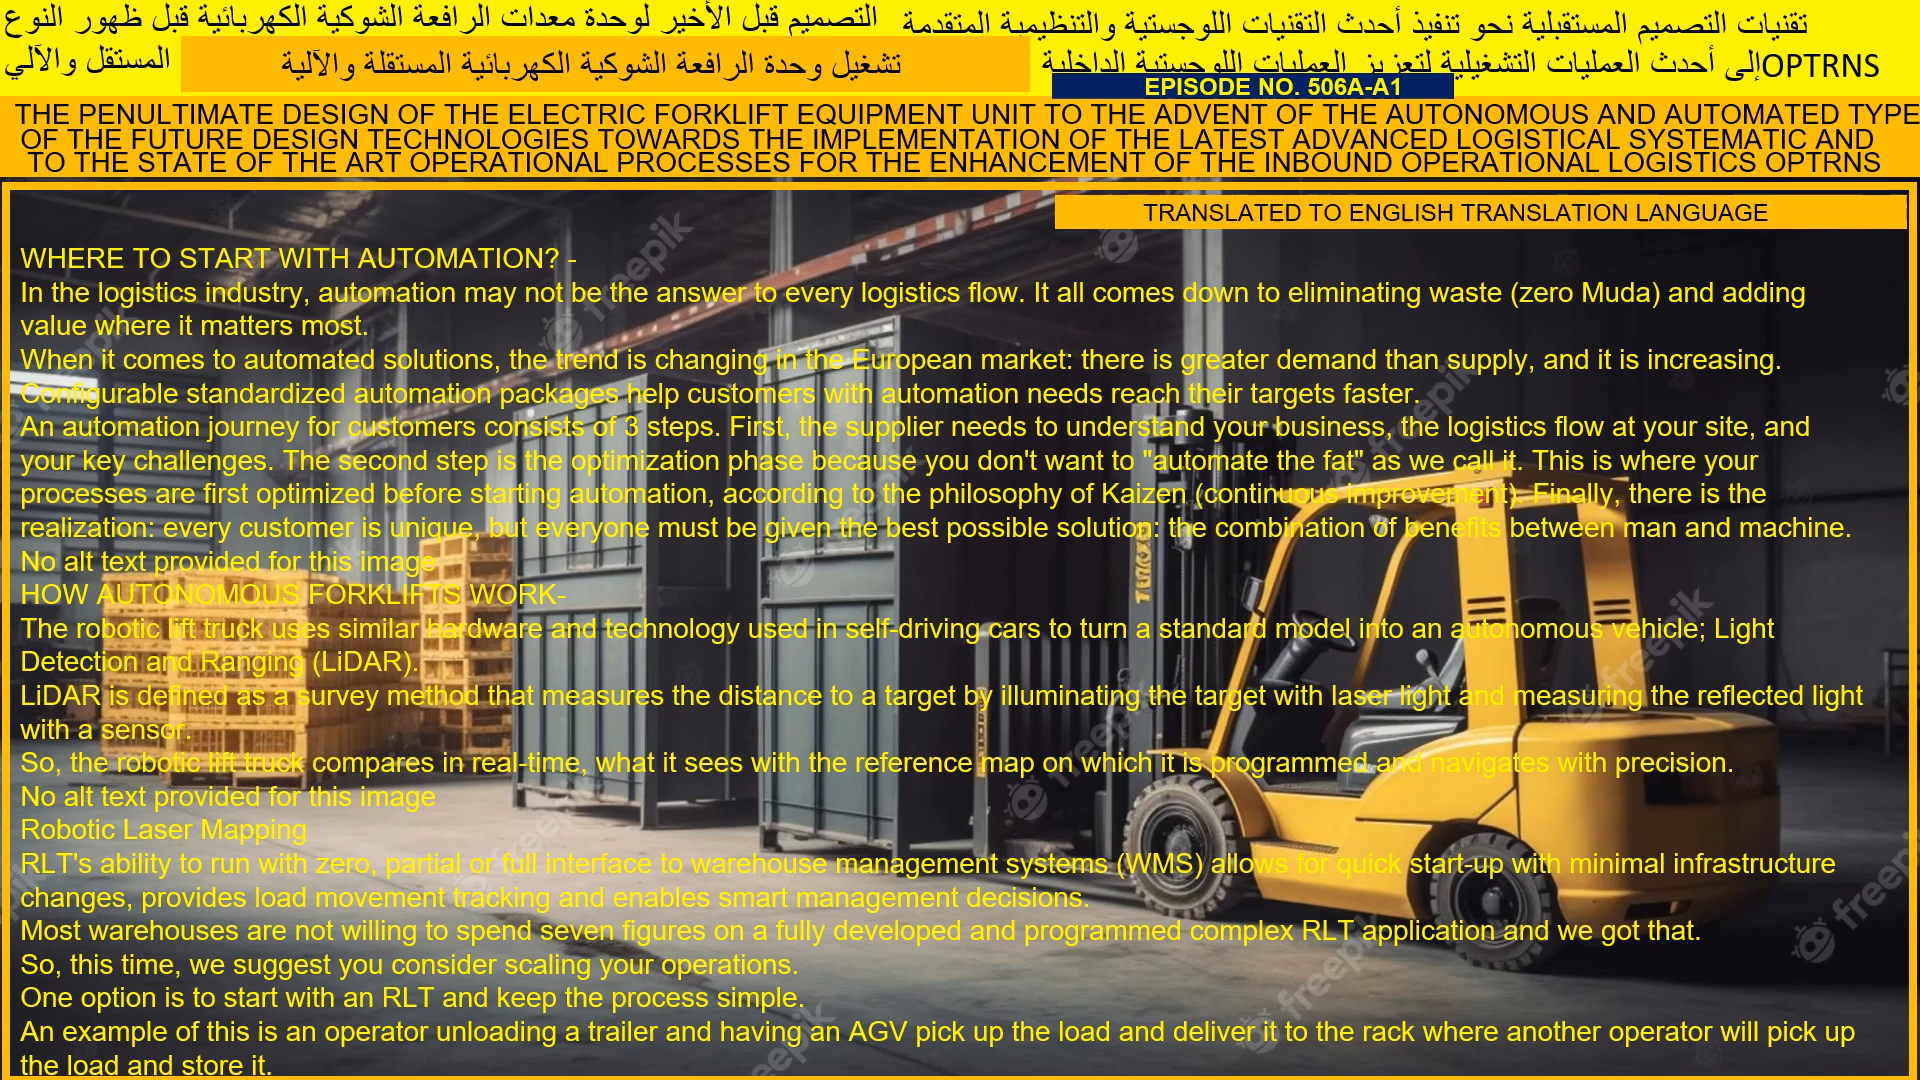 التصميم قبل الأخير لوحدة معدات الرافعة الشوكية الكهربائية قبل ظهور النوع
المستقل والآلي
تقنيات التصميم المستقبلية نحو تنفيذ أحدث التقنيات اللوجستية والتنظيمية المتقدمة
إلى أحدث العمليات التشغيلية لتعزيز العمليات اللوجستية الداخلية OPTRNS
تشغيل وحدة الرافعة الشوكية الكهربائية المستقلة والآلية
EPISODE NO. 506A-A1
THE PENULTIMATE DESIGN OF THE ELECTRIC FORKLIFT EQUIPMENT UNIT TO THE ADVENT OF THE AUTONOMOUS AND AUTOMATED TYPE
OF THE FUTURE DESIGN TECHNOLOGIES TOWARDS THE IMPLEMENTATION OF THE LATEST ADVANCED LOGISTICAL SYSTEMATIC AND
TO THE STATE OF THE ART OPERATIONAL PROCESSES FOR THE ENHANCEMENT OF THE INBOUND OPERATIONAL LOGISTICS OPTRNS
TRANSLATED TO ENGLISH TRANSLATION LANGUAGE
WHERE TO START WITH AUTOMATION? -
In the logistics industry, automation may not be the answer to every logistics flow. It all comes down to eliminating waste (zero Muda) and adding
value where it matters most.
When it comes to automated solutions, the trend is changing in the European market: there is greater demand than supply, and it is increasing.
Configurable standardized automation packages help customers with automation needs reach their targets faster.
An automation journey for customers consists of 3 steps. First, the supplier needs to understand your business, the logistics flow at your site, and
your key challenges. The second step is the optimization phase because you don't want to "automate the fat" as we call it. This is where your
processes are first optimized before starting automation, according to the philosophy of Kaizen (continuous improvement). Finally, there is the
realization: every customer is unique, but everyone must be given the best possible solution: the combination of benefits between man and machine.
No alt text provided for this image
HOW AUTONOMOUS FORKLIFTS WORK-
The robotic lift truck uses similar hardware and technology used in self-driving cars to turn a standard model into an autonomous vehicle; Light
Detection and Ranging (LiDAR).
LiDAR is defined as a survey method that measures the distance to a target by illuminating the target with laser light and measuring the reflected light
with a sensor.
So, the robotic lift truck compares in real-time, what it sees with the reference map on which it is programmed and navigates with precision.
No alt text provided for this image
Robotic Laser Mapping
RLT's ability to run with zero, partial or full interface to warehouse management systems (WMS) allows for quick start-up with minimal infrastructure
changes, provides load movement tracking and enables smart management decisions.
Most warehouses are not willing to spend seven figures on a fully developed and programmed complex RLT application and we got that.
So, this time, we suggest you consider scaling your operations.
One option is to start with an RLT and keep the process simple.
An example of this is an operator unloading a trailer and having an AGV pick up the load and deliver it to the rack where another operator will pick up
the load and store it.
freepik
freepik
freepik
freepik
freepik
freepik